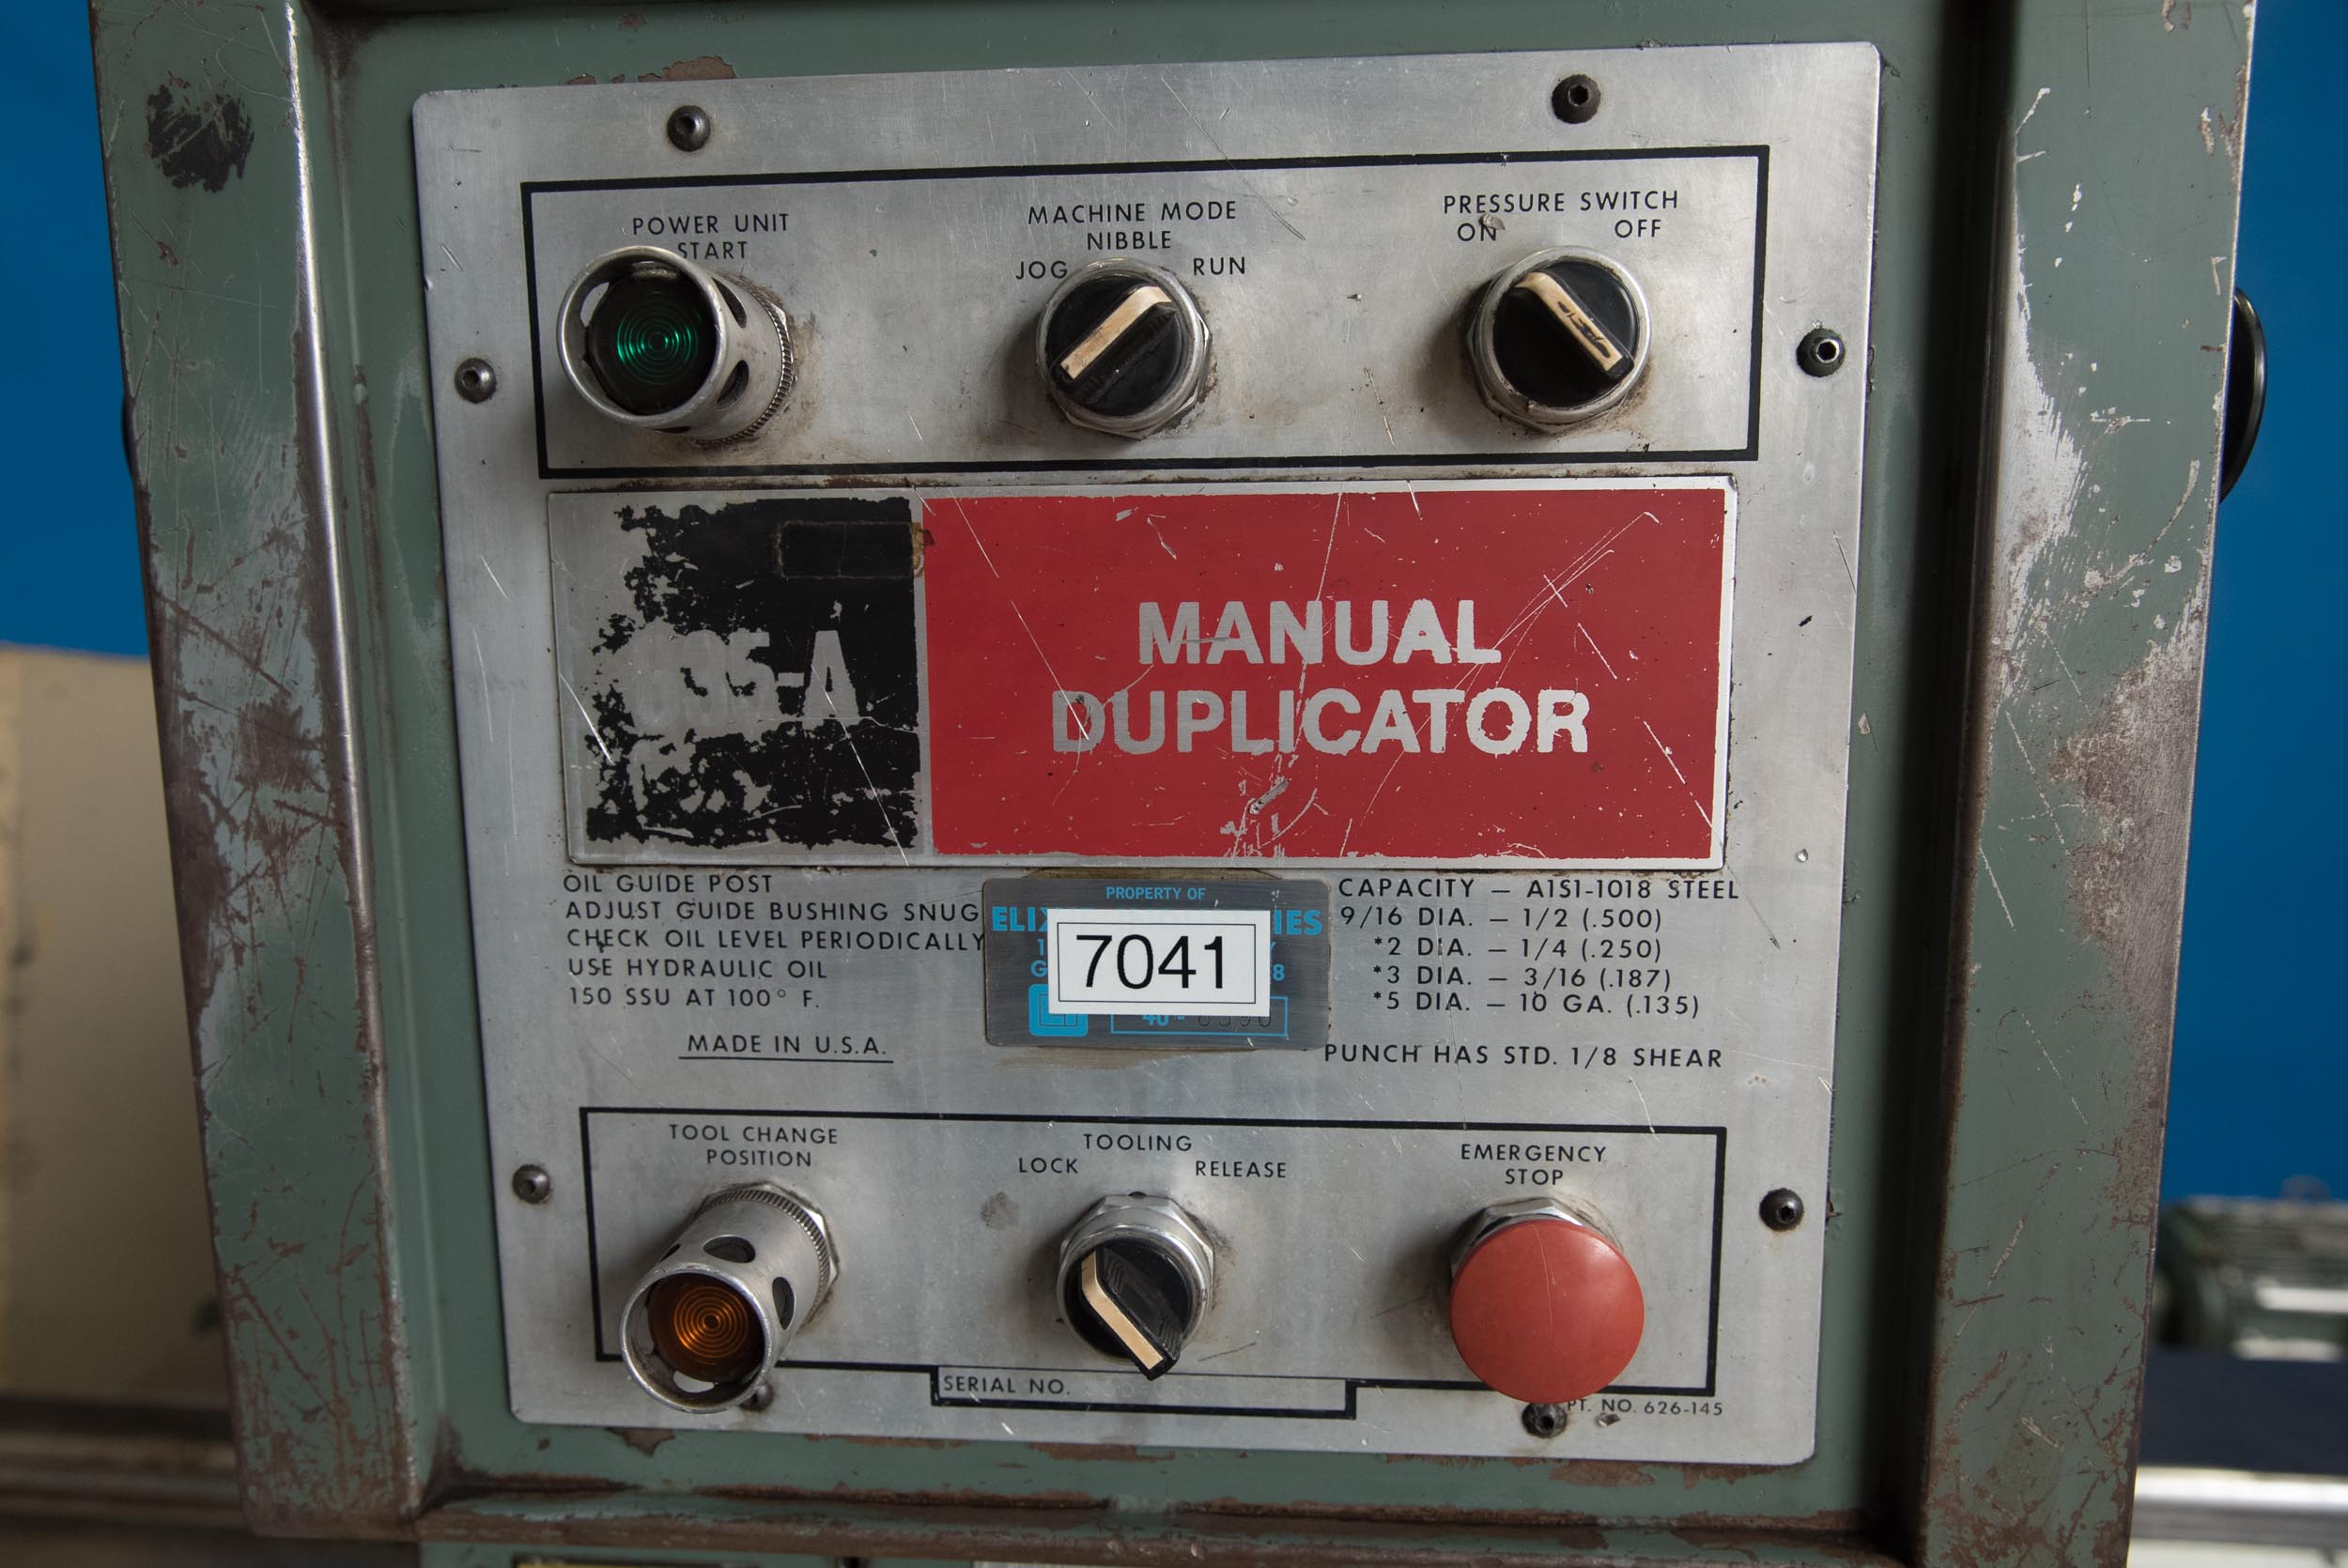 POWER UNIT
START
MACHINE MODE
NIBBLE
JOG RUN
PRESSURE SWITCH
ON OFF
MANUAL
DUPLICATOR
OIL GUIDE POST
ADJUST GUIDE BUSHING SNUG
CHECK OIL LEVEL PERIODICALLY
USE HYDRAULIC OIL
150 SSU AT 100° F.
MADE IN U.S.A.
PROPERTY OF
7041
CAPACITY — A1S1-1018 STEEL
9/16 DIA. — 1/2 (.500)
*2 DIA. — 1/4 (.250)
*3 DIA. — 3/16 (.187)
*5 DIA. — 10 GA. (.135)
PUNCH HAS STD. 1/8 SHEAR
TOOL CHANGE
POSITION
TOOLING
LOCK RELEASE
EMERGENCY
STOP
SERIAL NO.
PT. NO. 626-145